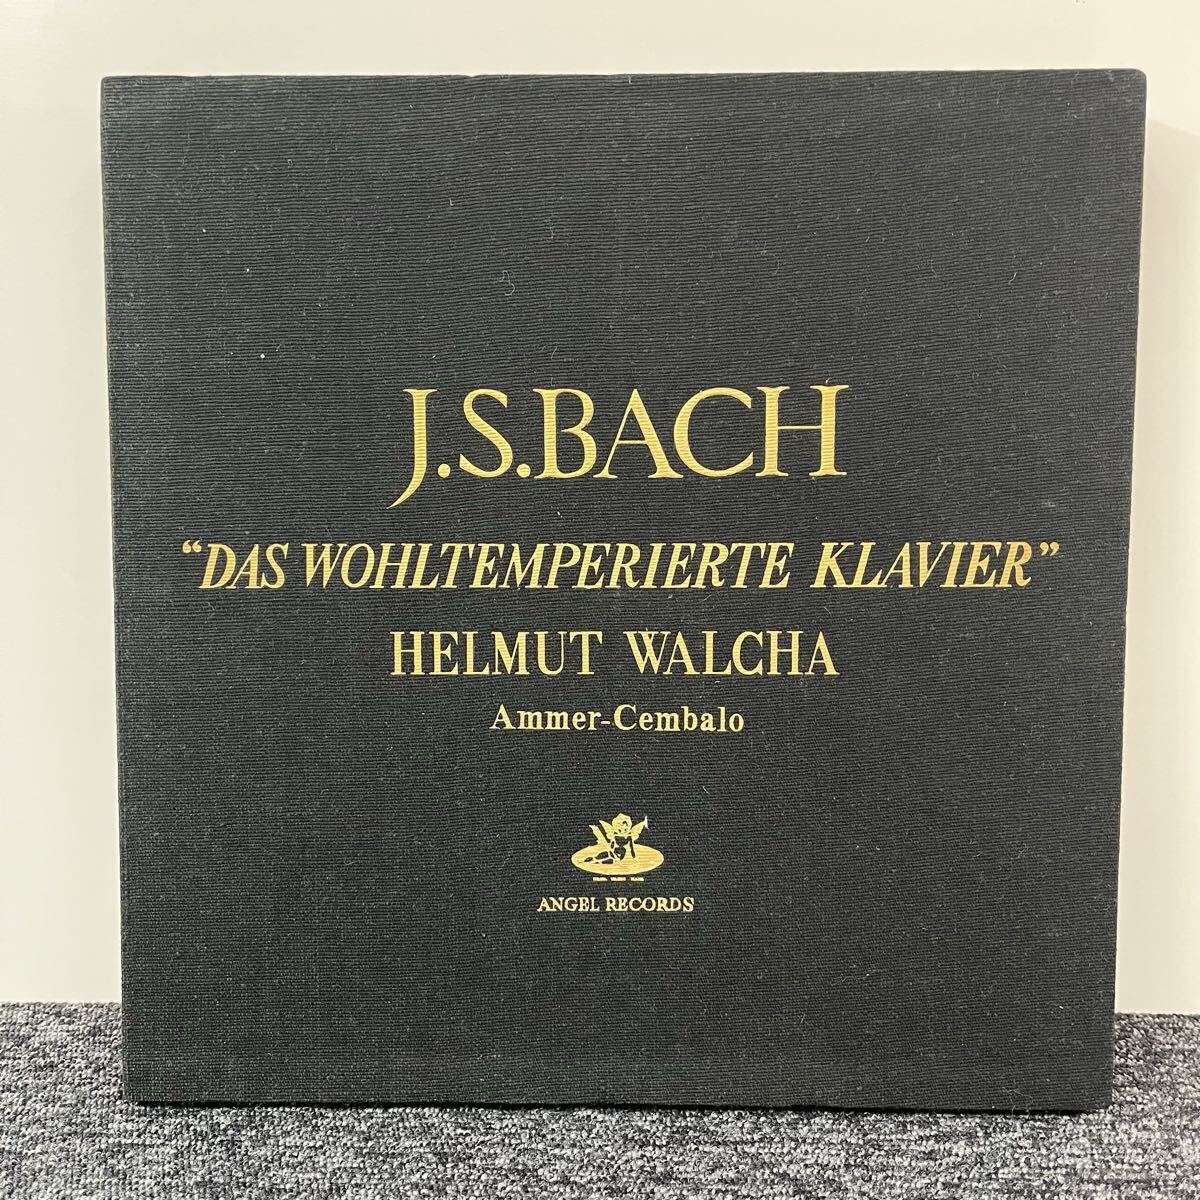 J.S.BACH
“DAS WOHLTEMPERIERTE KLAVIER”
HELMUT WALCHA
Ammer-Cembalo
ANGEL RECORDS